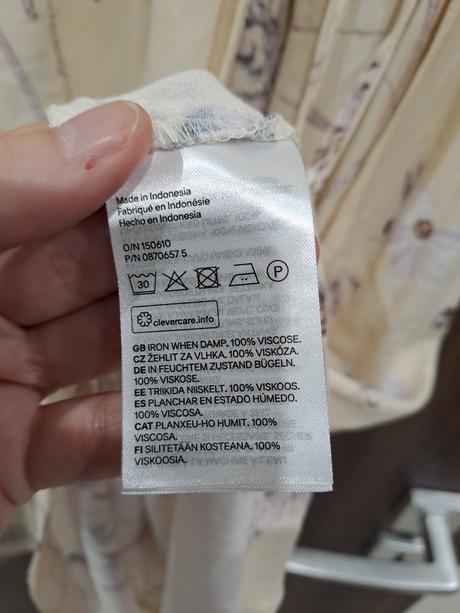 Made in Indonesia
Fabriqué en Indonésie
Hecho en Indonesia
O/N 150610
P/N 0870657 5
30 P
clevercare.info
GB IRON WHEN DAMP. 100% VISCOSE.
CZ ŽEHLIT ZA VLHKA. 100% VISKÓZA.
DE IN FEUCHTEM ZUSTAND BÜGELN.
100% VISKOSE.
EE TRIIKIDA NIISKELT. 100% VISKOOS.
ES PLANCHAR EN ESTADO HÚMEDO.
100% VISCOSA.
CAT PLANXEU-HO HUMIT. 100%
VISCOSA.
FI SILITETÄÄN KOSTEANA. 100%
VISKOOSIA.